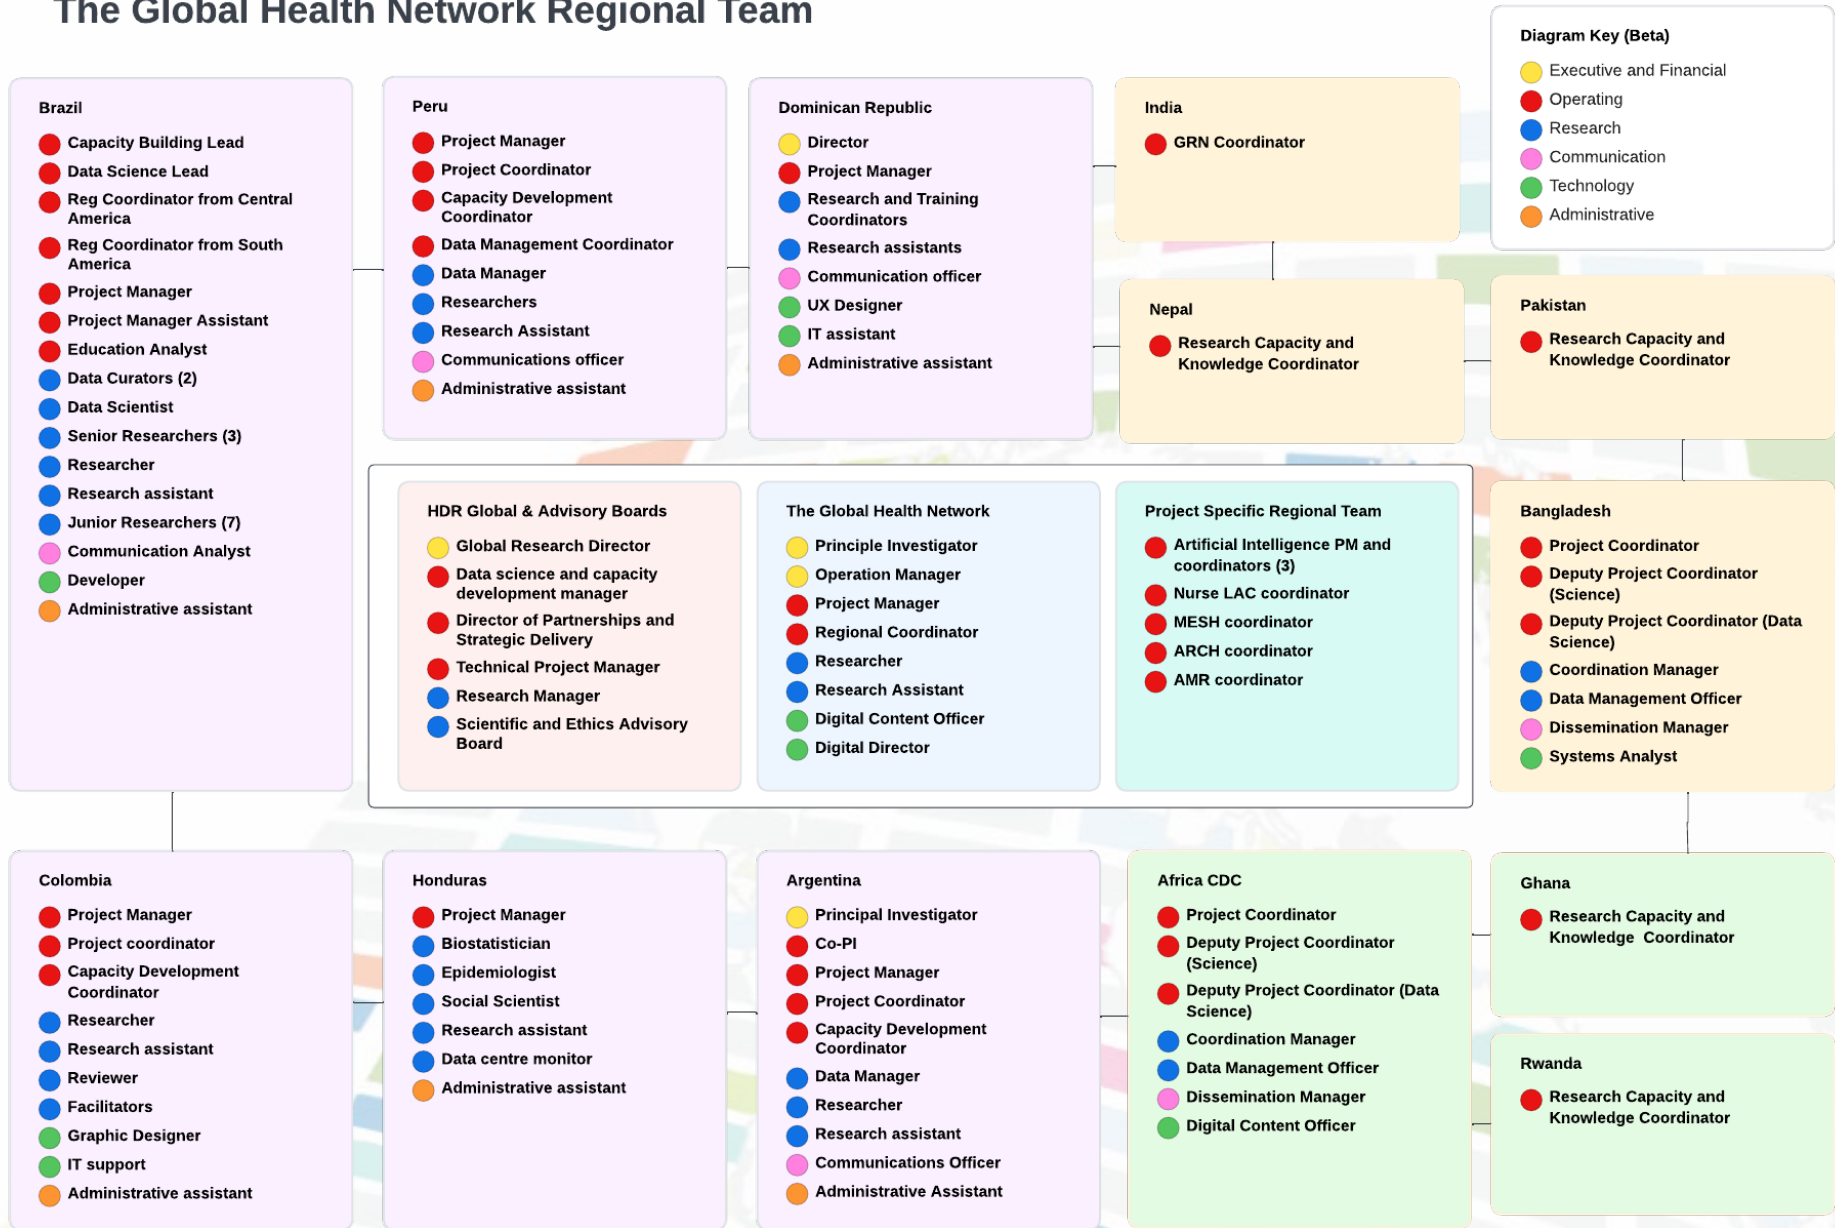 The Global Health Network Regional Team
Diagram Key (Beta)
Executive and Financial
Operating
Research
Communication
Technology
Administrative
Brazil
Capacity Building Lead
Data Science Lead
Reg Coordinator from Central
America
Reg Coordinator from South
America
Project Manager
Project Manager Assistant
Education Analyst
Data Curators (2)
Data Scientist
Senior Researchers (3)
Researcher
Research assistant
Junior Researchers (7)
Communication Analyst
Developer
Administrative assistant
Peru
Project Manager
Project Coordinator
Capacity Development
Coordinator
Data Management Coordinator
Data Manager
Researchers
Research Assistant
Communications officer
Administrative assistant
Dominican Republic
Director
Project Manager
Research and Training
Coordinators
Research assistants
Communication officer
UX Designer
IT assistant
Administrative assistant
India
GRN Coordinator
Nepal
Research Capacity and
Knowledge Coordinator
Pakistan
Research Capacity and
Knowledge Coordinator
HDR Global & Advisory Boards
Global Research Director
Data science and capacity
development manager
Director of Partnerships and
Strategic Delivery
Technical Project Manager
Research Manager
Scientific and Ethics Advisory
Board
The Global Health Network
Principle Investigator
Operation Manager
Project Manager
Regional Coordinator
Researcher
Research Assistant
Digital Content Officer
Digital Director
Project Specific Regional Team
Artificial Intelligence PM and
coordinators (3)
Nurse LAC coordinator
MESH coordinator
ARCH coordinator
AMR coordinator
Bangladesh
Project Coordinator
Deputy Project Coordinator
(Science)
Deputy Project Coordinator (Data
Science)
Coordination Manager
Data Management Officer
Dissemination Manager
Systems Analyst
Colombia
Project Manager
Project coordinator
Capacity Development
Coordinator
Researcher
Research assistant
Reviewer
Facilitators
Graphic Designer
IT support
Administrative assistant
Honduras
Project Manager
Biostatistician
Epidemiologist
Social Scientist
Research assistant
Data centre monitor
Administrative assistant
Argentina
Principal Investigator
Co-PI
Project Manager
Project Coordinator
Capacity Development
Coordinator
Data Manager
Researcher
Research assistant
Communications Officer
Administrative Assistant
Africa CDC
Project Coordinator
Deputy Project Coordinator
(Science)
Deputy Project Coordinator (Data
Science)
Coordination Manager
Data Management Officer
Dissemination Manager
Digital Content Officer
Ghana
Research Capacity and
Knowledge Coordinator
Rwanda
Research Capacity and
Knowledge Coordinator